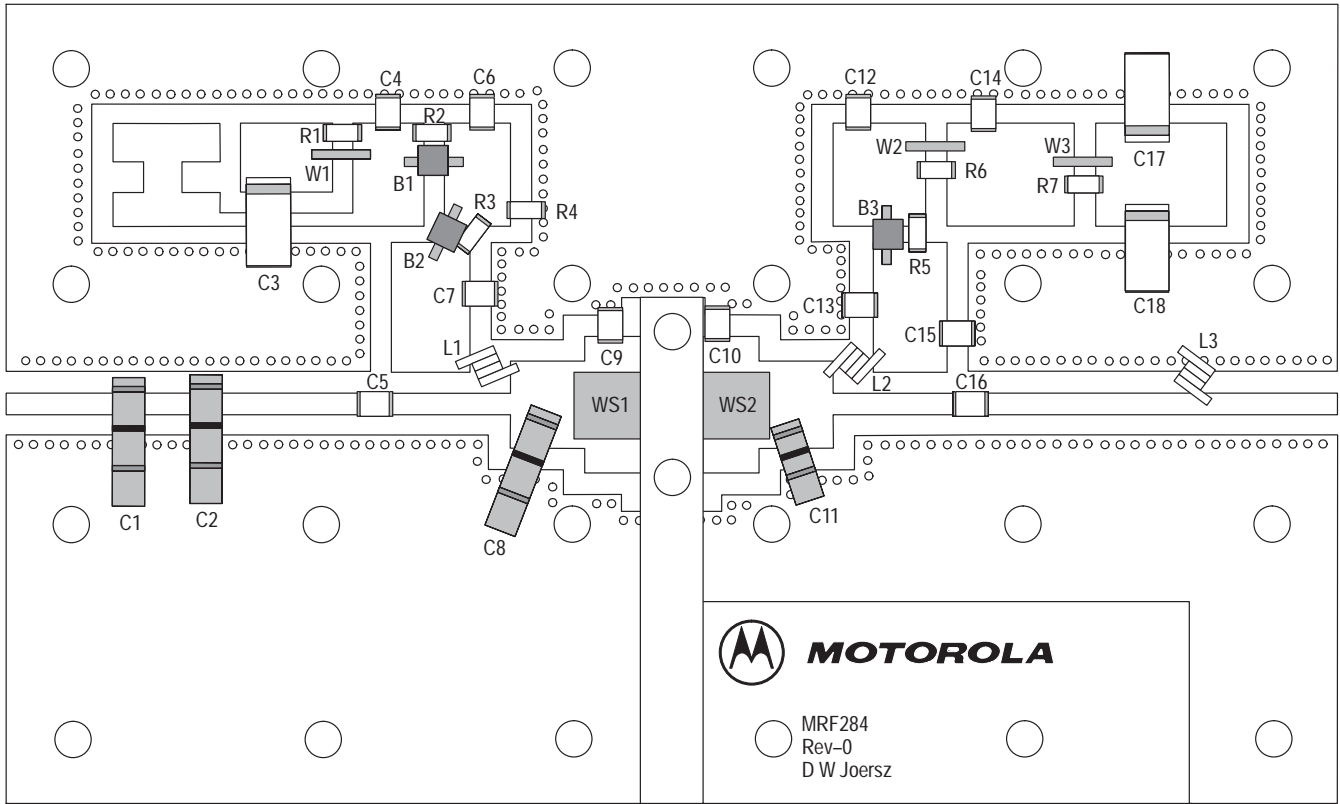 C4
C6
C12
C14
R1
R2
W1
B1
W2
R6
W3
C17
R7
R3
R4
B2
B3
R5
C3
C7
C13
C18
C15
L1
C9
C10
L2
L3
C5
WS1
WS2
C16
C1
C2
C8
C11
MOTOROLA
MRF284
Rev–0
D W Joersz